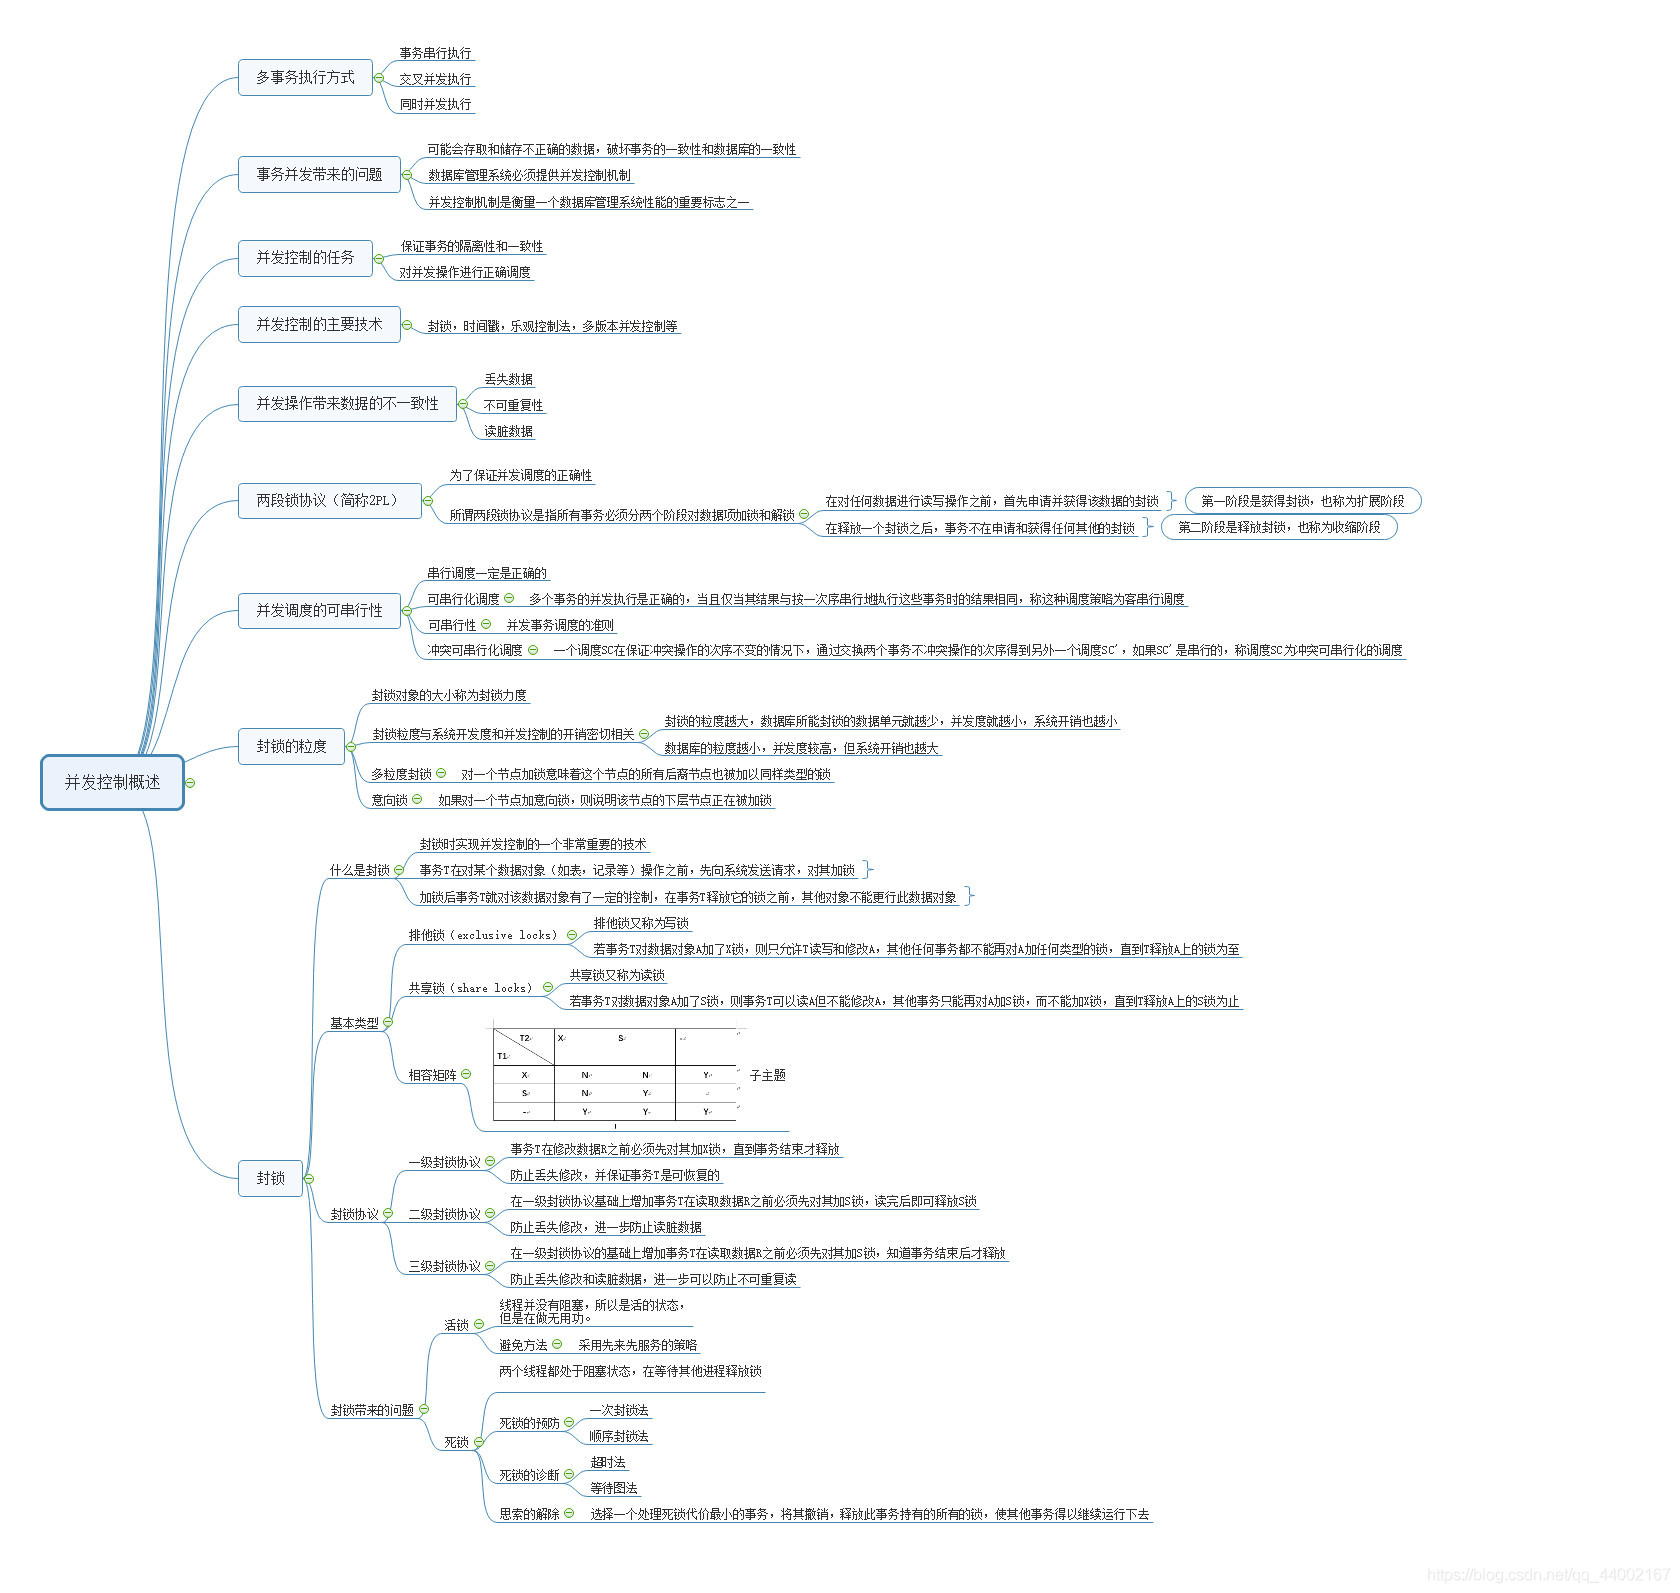 多事务执行方式
事务串行执行
交叉并发执行
同时并发执行
事务并发带来的问题
可能会存取和储存不正确的数据，破坏事务的一致性和数据库的一致性
数据库管理系统必须提供并发控制机制
并发控制机制是衡量一个数据库管理系统性能的重要标志之一
并发控制的任务
保证事务的隔离性和一致性
对并发操作进行正确调度
并发控制的主要技术
封锁，时间戳，乐观控制法，多版本并发控制等
并发操作带来数据的不一致性
丢失数据
不可重复性
读脏数据
两段锁协议（简称2PL）
为了保证并发调度的正确性
所谓两段锁协议是指所有事务必须分两个阶段对数据项加锁和解锁
在对任何数据进行读写操作之前，首先申请并获得该数据的封锁
第一阶段是获得封锁，也称为扩展阶段
在释放一个封锁之后，事务不在申请和获得任何其他的封锁
第二阶段是释放封锁，也称为收缩阶段
并发调度的可串行性
串行调度一定是正确的
可串行化调度 多个事务的并发执行是正确的，当且仅当其结果与按一次序串行地执行这些事务时的结果相同，称这种调度策略为容串行调度
可串行性 并发事务调度的准则
冲突可串行化调度 一个调度SC在保证冲突操作的次序不变的情况下，通过交换两个事务不冲突操作的次序得到另外一个调度SC'，如果SC'是串行的，称调度SC为冲突可串行化的调度
封锁的粒度
封锁对象的大小称为封锁力度
封锁粒度与系统开发度和并发控制的开销密切相关
封锁的粒度越大，数据库所能封锁的数据单元就越少，并发度就越小，系统开销也越小
数据库的粒度越小，并发度较高，但系统开销也越大
多粒度封锁 对一个节点加锁意味着这个节点的所有后裔节点也被加以同样类型的锁
意向锁 如果对一个节点加意向锁，则说明该节点的下层节点正在被加锁
并发控制概述
封锁
什么是封锁
封锁时实现并发控制的一个非常重要的技术
事务T在对某个数据对象（如表，记录等）操作之前，先向系统发送请求，对其加锁
加锁后事务T就对该数据对象有了一定的控制，在事务T释放它的锁之前，其他对象不能更行此数据对象
基本类型
排他锁（exclusive locks）
排他锁又称为写锁
若事务T对数据对象A加了X锁，则只允许T读写和修改A，其他任何事务都不能再对A加任何类型的锁，直到T释放A上的锁为至
共享锁（share locks）
共享锁又称为读锁
若事务T对数据对象A加了S锁，则事务T可以读A但不能修改A，其他事务只能再对A加S锁，而不能加X锁，直到T释放A上的S锁为止
相容矩阵
T2 X S -
T1
X N N Y
S N Y
- Y Y Y
子主题
封锁协议
一级封锁协议
事务T在修改数据R之前必须先对其加X锁，直到事务结束才释放
防止丢失修改，并保证事务T是可恢复的
二级封锁协议
在一级封锁协议基础上增加事务T在读取数据R之前必须先对其加S锁，读完后即可释放S锁
防止丢失修改，进一步防止读脏数据
三级封锁协议
在一级封锁协议的基础上增加事务T在读取数据R之前必须先对其加S锁，知道事务结束后才释放
防止丢失修改和读脏数据，进一步可以防止不可重复读
封锁带来的问题
活锁
线程并没有阻塞，所以是活的状态，
但是在做无用功。
避免方法 采用先来先服务的策略
死锁
两个线程都处于阻塞状态，在等待其他进程释放锁
死锁的预防
一次封锁法
顺序封锁法
死锁的诊断
超时法
等待图法
思索的解除 选择一个处理死锁代价最小的事务，将其撤销，释放此事务持有的所有的锁，使其他事务得以继续运行下去
https://blog.csdn.net/qq_44002167